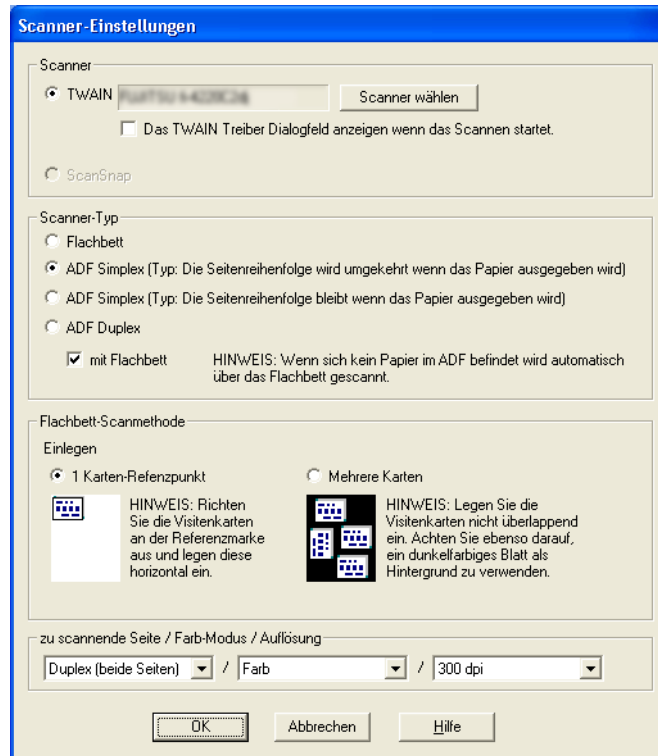 Scanner-Einstellungen
Scanner
TWAIN
Scanner wählen
Das TWAIN Treiber Dialogfeld anzeigen wenn das Scannen startet.
ScanSnap
Scanner-Typ
Flachbett
ADF Simplex (Typ: Die Seitenreihenfolge wird umgekehrt wenn das Papier ausgegeben wird)
ADF Simplex (Typ: Die Seitenreihenfolge bleibt wenn das Papier ausgegeben wird)
ADF Duplex
mit Flachbett
HINWEIS: Wenn sich kein Papier im ADF befindet wird automatisch
über das Flachbett gescannt.
Flachbett-Scanmethode
Einlegen
1 Karten-Refenzpunkt
HINWEIS: Richten
Sie die Visitenkarten
an der Referenzmarke
aus und legen diese
horizontal ein.
Mehrere Karten
HINWEIS: Legen Sie die
Visitenkarten nicht überlappend
ein. Achten Sie ebenso darauf,
ein dunkelfarbiges Blatt als
Hintergrund zu verwenden.
zu scannende Seite / Farb-Modus / Auflösung
Duplex (beide Seiten) / Farb / 300 dpi
OK Abbrechen Hilfe